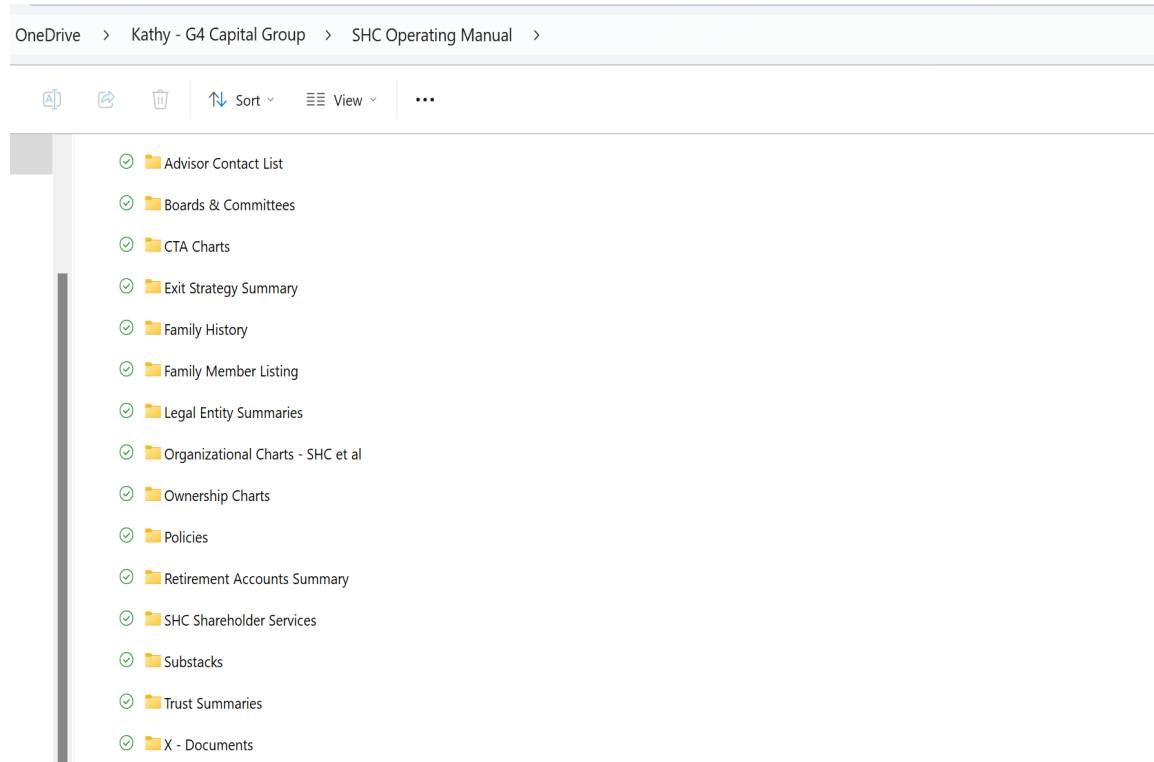 OneDrive > Kathy - G4 Capital Group > SHC Operating Manual >
Sort View ...
Advisor Contact List
Boards & Committees
CTA Charts
Exit Strategy Summary
Family History
Family Member Listing
Legal Entity Summaries
Organizational Charts - SHC et al
Ownership Charts
Policies
Retirement Accounts Summary
SHC Shareholder Services
Substacks
Trust Summaries
X - Documents